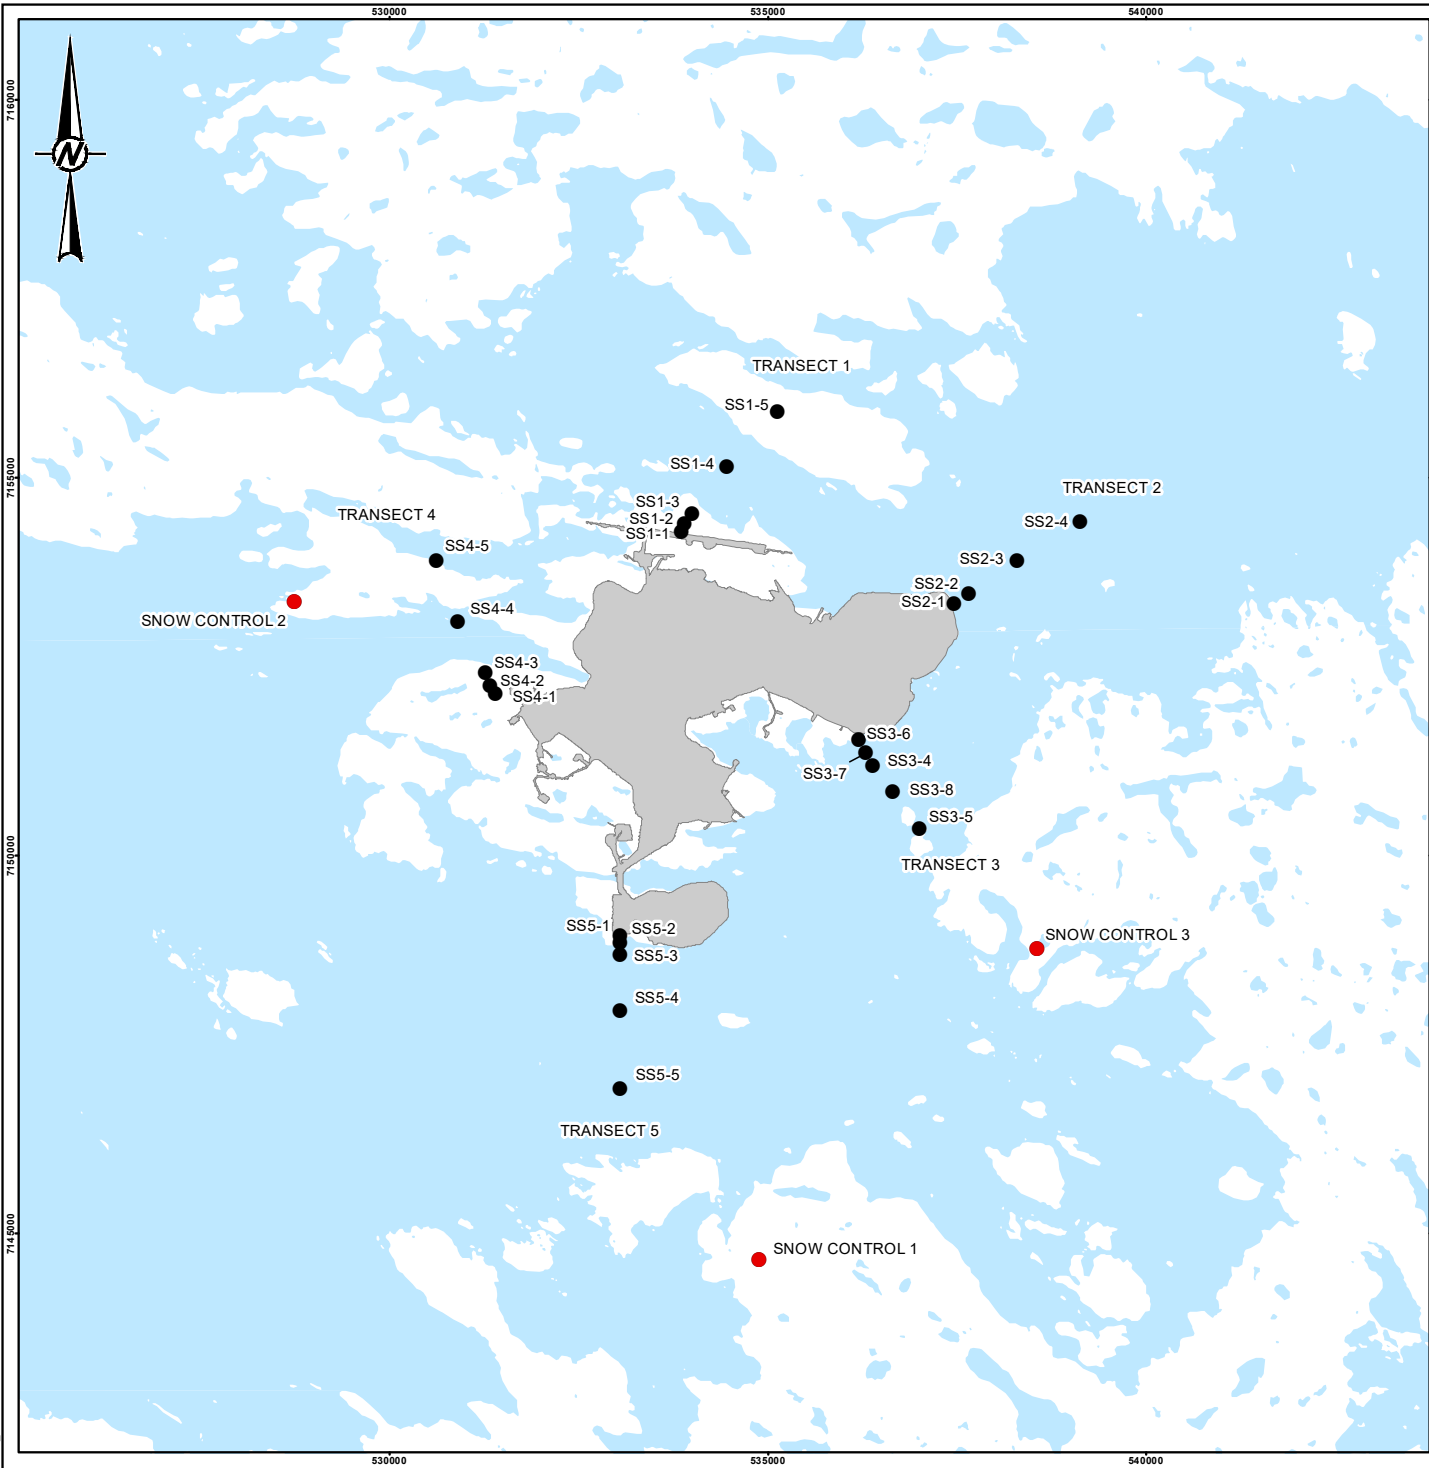 530000
535000
540000
7160000
N
TRANSECT 1
SS1-5
SS1-4
7155000
TRANSECT 2
SS1-3
TRANSECT 4
SS1-2
SS2-4
SS1-1
SS4-5
SS2-3
SS2-2
SS2-1
SNOW CONTROL 2
SS4-4
SS4-3
SS4-2
SS4-1
SS3-6
SS3-7
SS3-4
SS3-8
SS3-5
7150000
TRANSECT 3
SS5-1
SS5-2
SNOW CONTROL 3
SS5-3
SS5-4
SS5-5
TRANSECT 5
7145000
SNOW CONTROL 1
530000
535000
540000